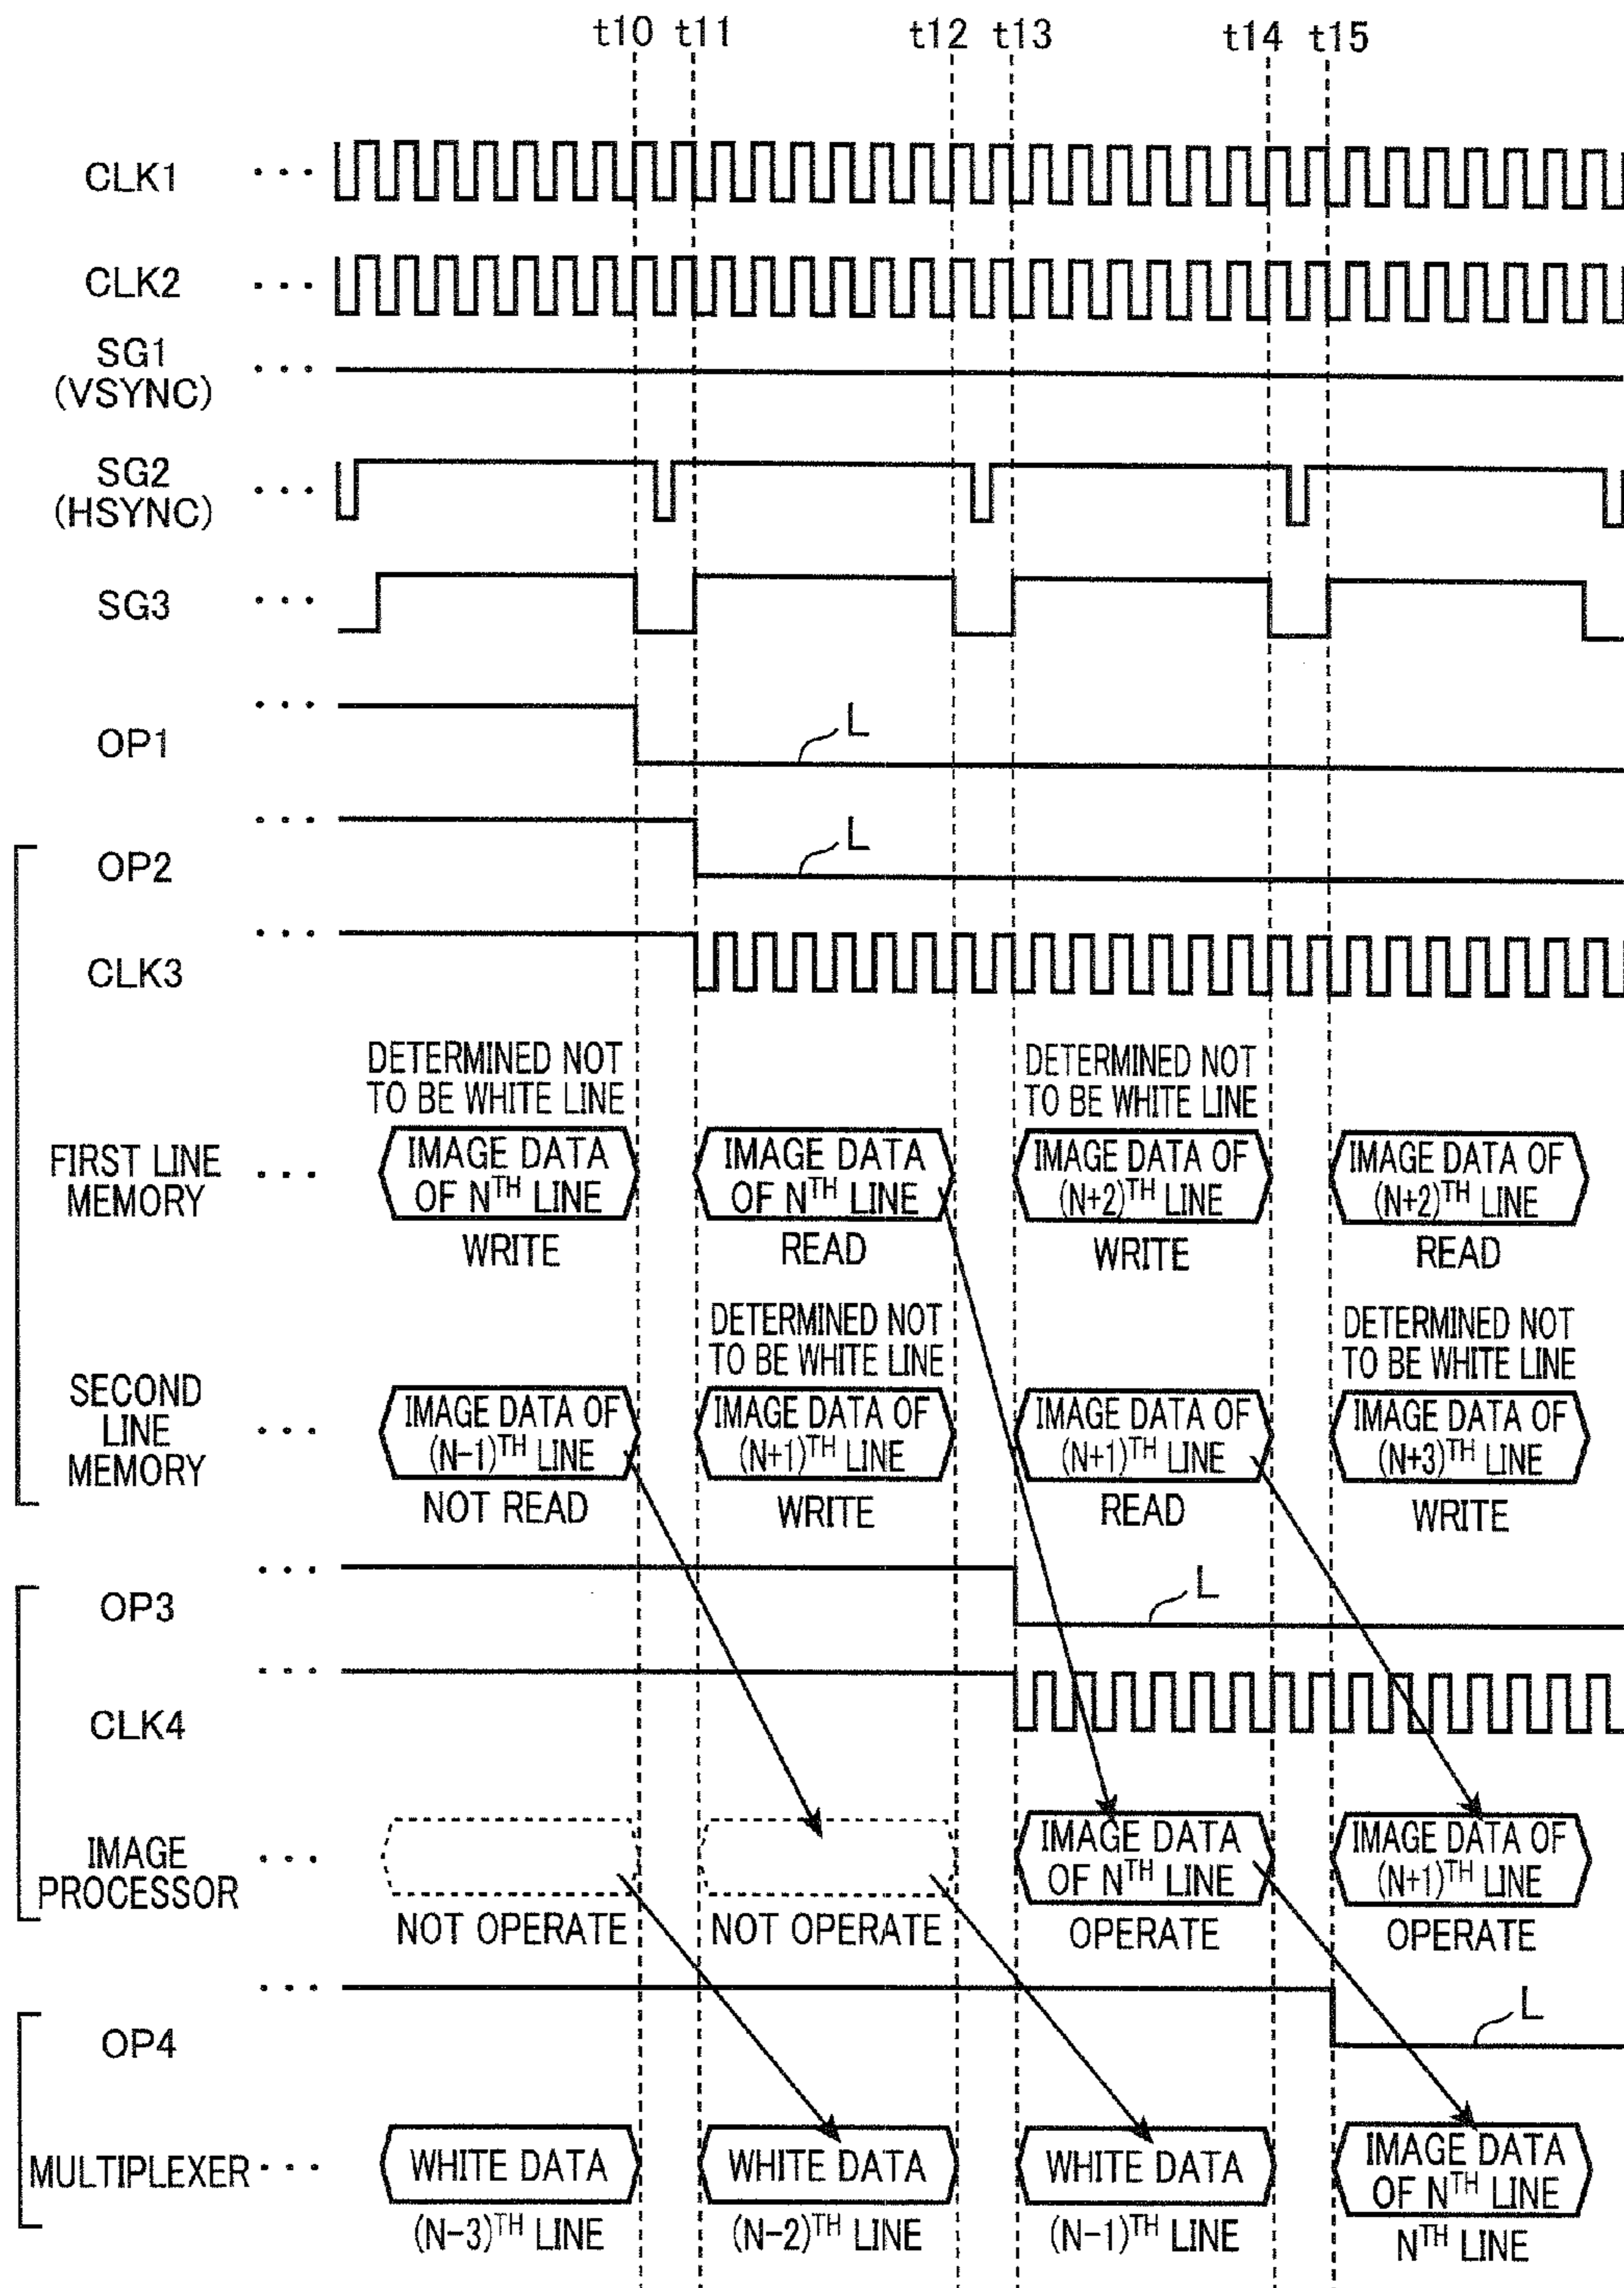 t10 t11 t12 t13 t14 t15
CLK1 ...
CLK2 ...
SG1
(VSYNC) ...
SG2
(HSYNC) ...
SG3 ...
...
OP1 L
...
OP2 L
...
CLK3
DETERMINED NOT
TO BE WHITE LINE
DETERMINED NOT
TO BE WHITE LINE
FIRST LINE
MEMORY ...
IMAGE DATA
OF NTH LINE
WRITE
IMAGE DATA
OF NTH LINE
READ
IMAGE DATA OF
(N+2)TH LINE
WRITE
IMAGE DATA OF
(N+2)TH LINE
READ
DETERMINED NOT
TO BE WHITE LINE
DETERMINED NOT
TO BE WHITE LINE
SECOND
LINE
MEMORY ...
IMAGE DATA OF
(N-1)TH LINE
NOT READ
IMAGE DATA OF
(N+1)TH LINE
WRITE
IMAGE DATA OF
(N+1)TH LINE
READ
IMAGE DATA OF
(N+3)TH LINE
WRITE
...
OP3 L
...
CLK4
IMAGE
PROCESSOR ...
NOT OPERATE
NOT OPERATE
IMAGE DATA
OF NTH LINE
OPERATE
IMAGE DATA OF
(N+1)TH LINE
OPERATE
...
OP4 L
MULTIPLEXER ...
WHITE DATA
(N-3)TH LINE
WHITE DATA
(N-2)TH LINE
WHITE DATA
(N-1)TH LINE
IMAGE DATA
OF NTH LINE
NTH LINE